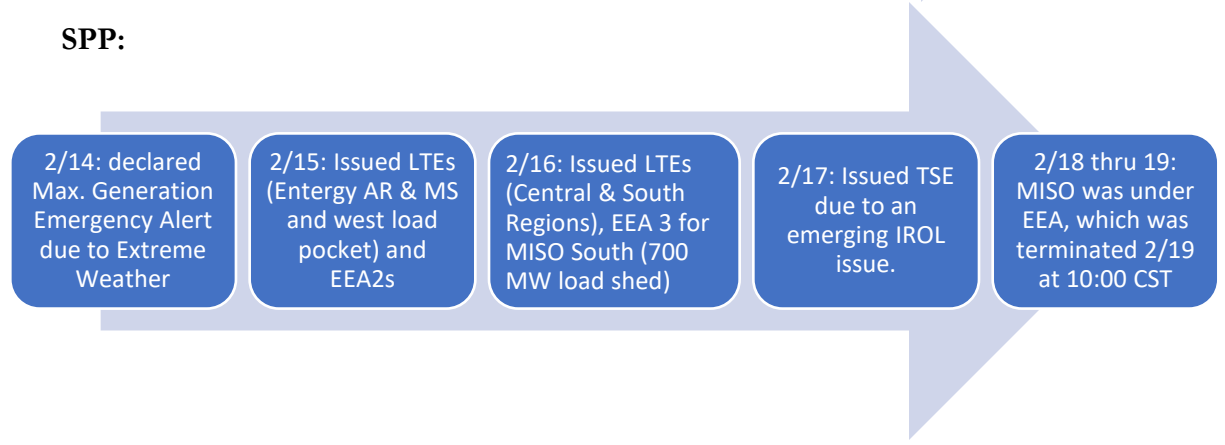 SPP:
2/14: declared
Max. Generation
Emergency Alert
due to Extreme
Weather
2/15: Issued LTEs
(Entergy AR & MS
and west load
pocket) and
EEA2s
2/16: Issued LTEs
(Central & South
Regions), EEA 3 for
MISO South (700
MW load shed)
2/17: Issued TSE
due to an
emerging IROL
issue.
2/18 thru 19:
MISO was under
EEA, which was
terminated 2/19
at 10:00 CST